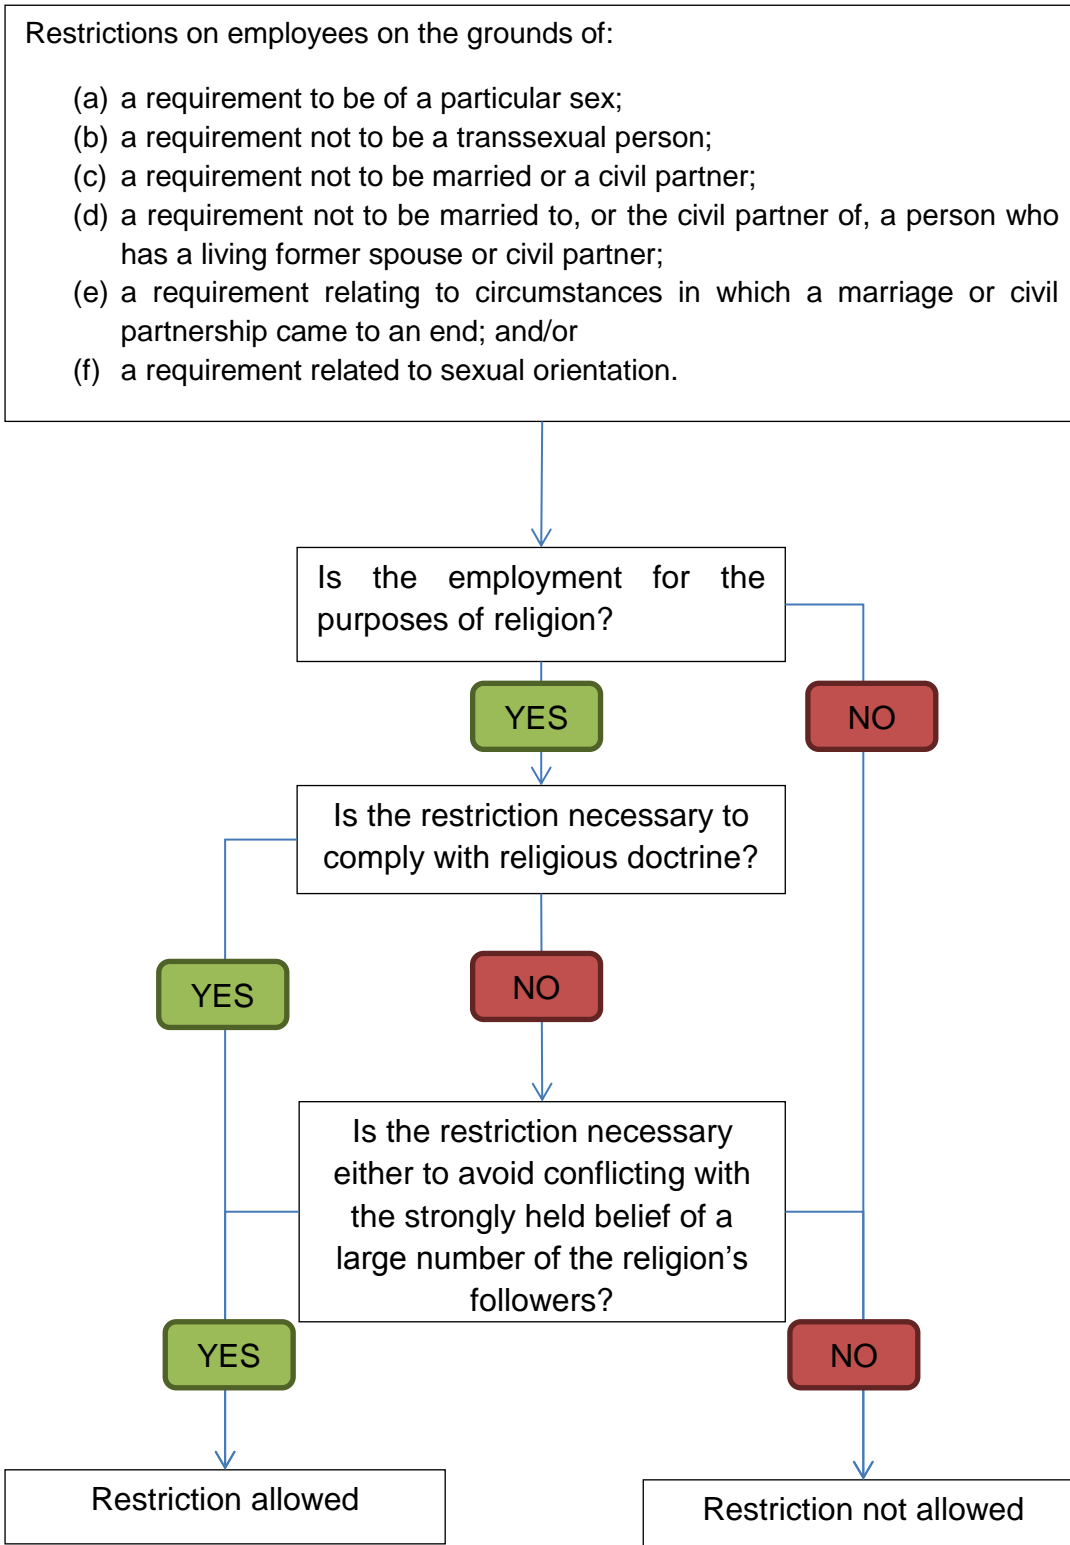 Restrictions on employees on the grounds of:
(a) a requirement to be of a particular sex;
(b) a requirement not to be a transsexual person;
(c) a requirement not to be married or a civil partner;
(d) a requirement not to be married to, or the civil partner of, a person who
has a living former spouse or civil partner;
(e) a requirement relating to circumstances in which a marriage or civil
partnership came to an end; and/or
(f) a requirement related to sexual orientation.
Is the employment for the
purposes of religion?
YES
NO
Is the restriction necessary to
comply with religious doctrine?
YES
NO
Is the restriction necessary
either to avoid conflicting with
the strongly held belief of a
large number of the religion’s
followers?
YES
NO
Restriction allowed
Restriction not allowed